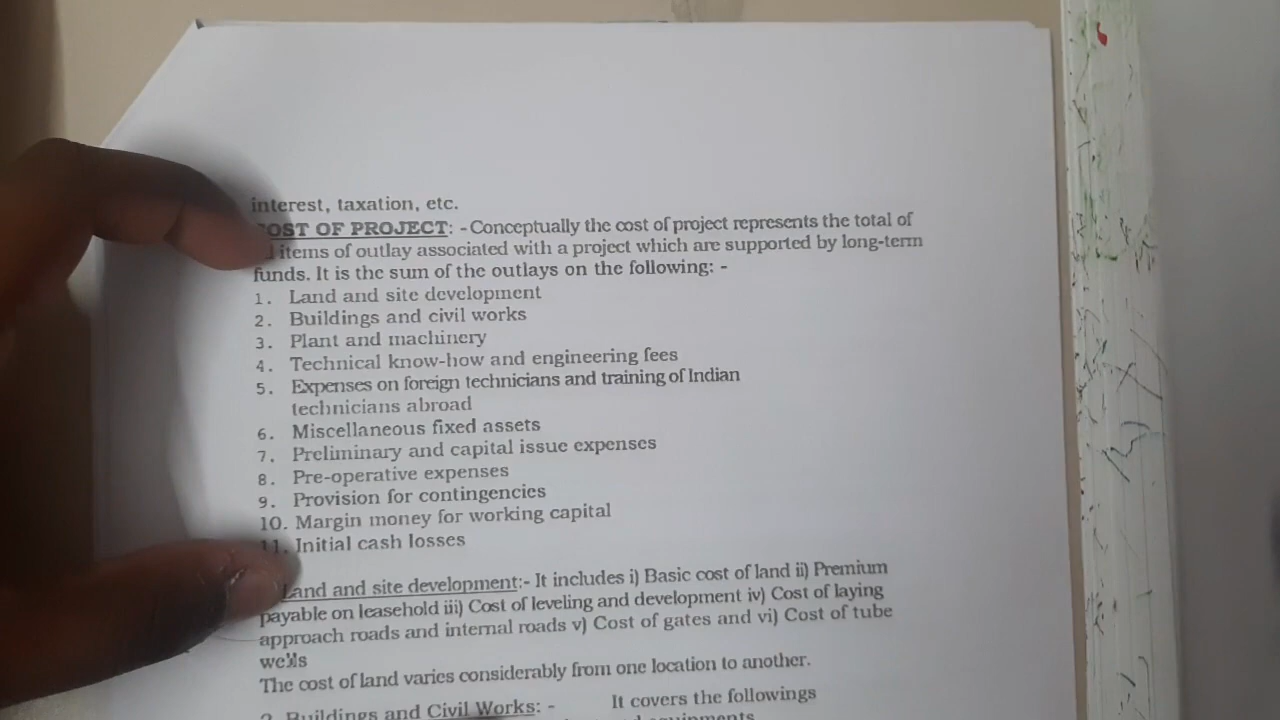 interest, taxation, etc.
COST OF PROJECT: - Conceptually the cost of project represents the total of
items of outlay associated with a project which are supported by long-term
funds. It is the sum of the outlays on the following: -
1. Land and site development
2. Buildings and civil works
3. Plant and machinery
4. Technical know-how and engineering fees
5. Expenses on foreign technicians and training of Indian
technicians abroad
6. Miscellaneous fixed assets
7. Preliminary and capital issue expenses
8. Pre-operative expenses
9. Provision for contingencies
10. Margin money for working capital
11. Initial cash losses
Land and site development:- It includes i) Basic cost of land ii) Premium
payable on leasehold iii) Cost of leveling and development iv) Cost of laying
approach roads and internal roads v) Cost of gates and vi) Cost of tube
wells
The cost of land varies considerably from one location to another.
2. Buildings and Civil Works: - It covers the followings